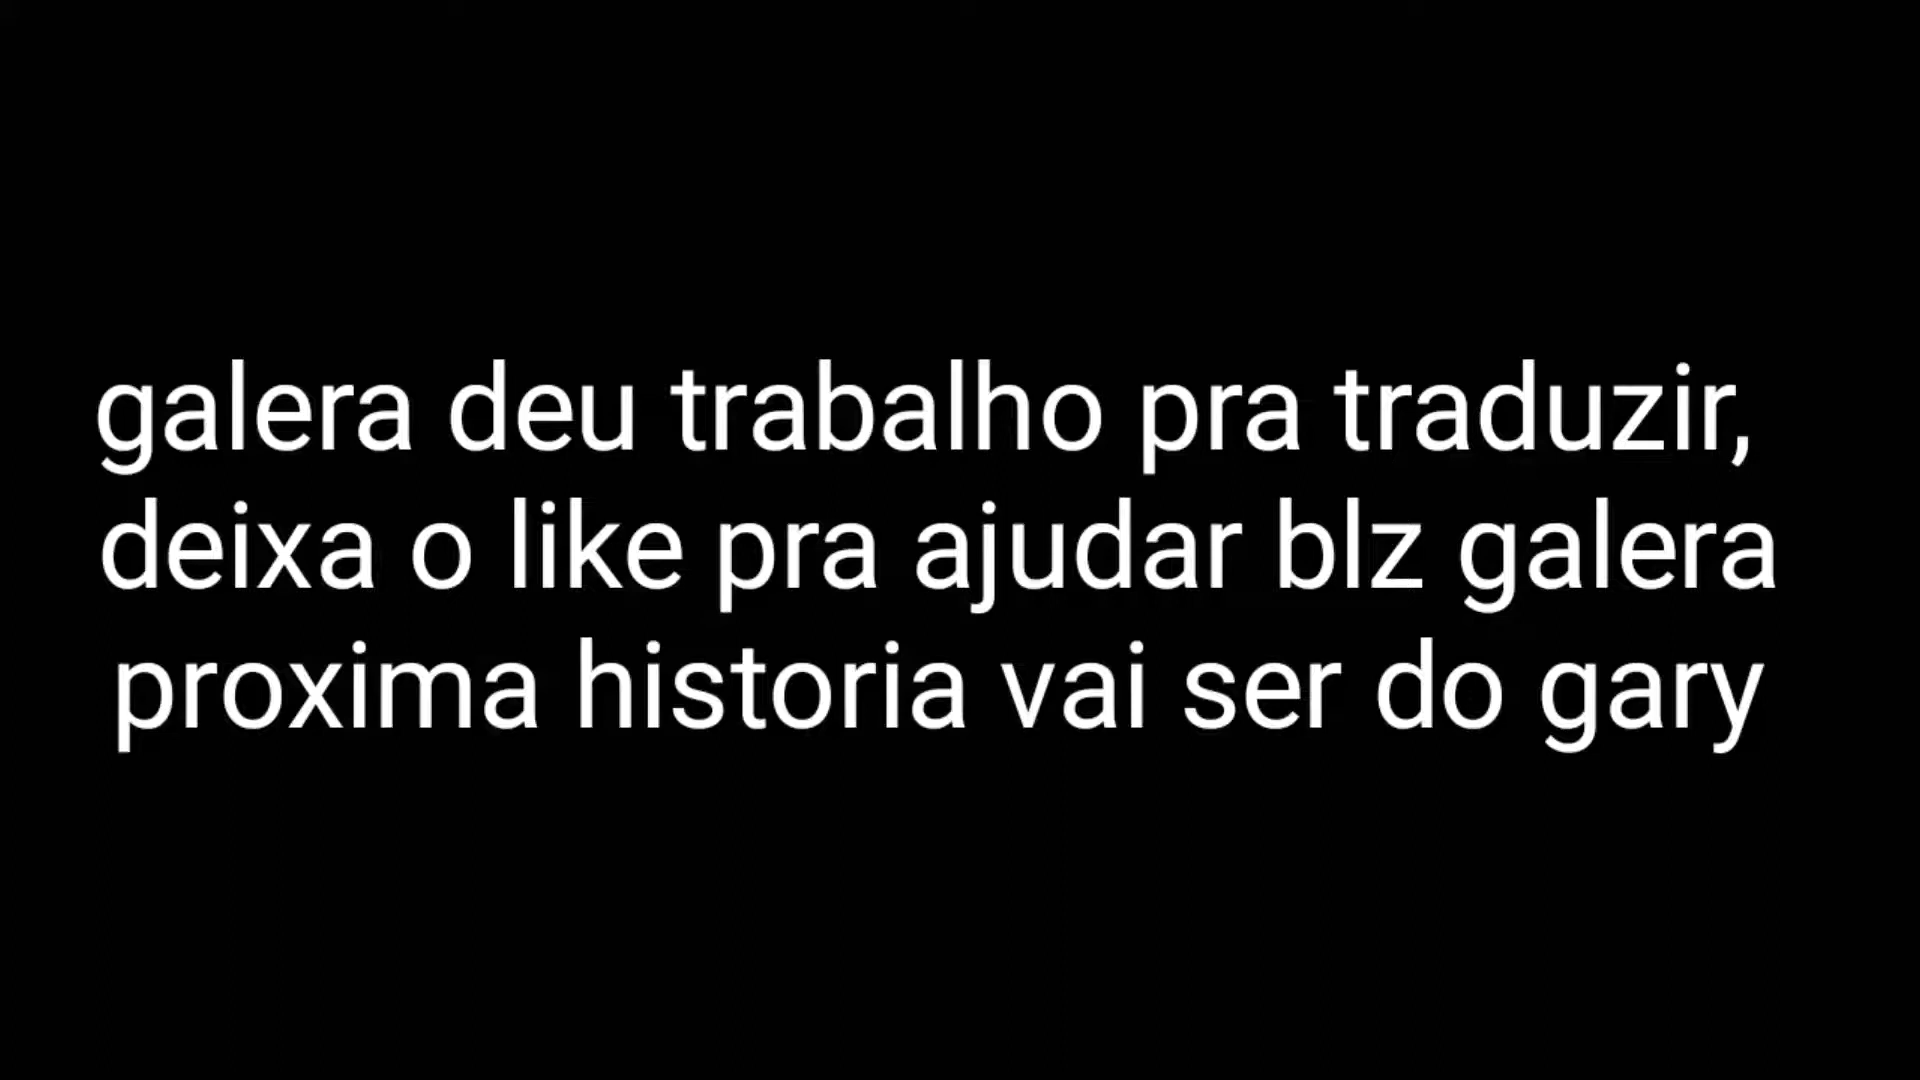 galera deu trabalho pra traduzir,
deixa o like pra ajudar blz galera
proxima historia vai ser do gary